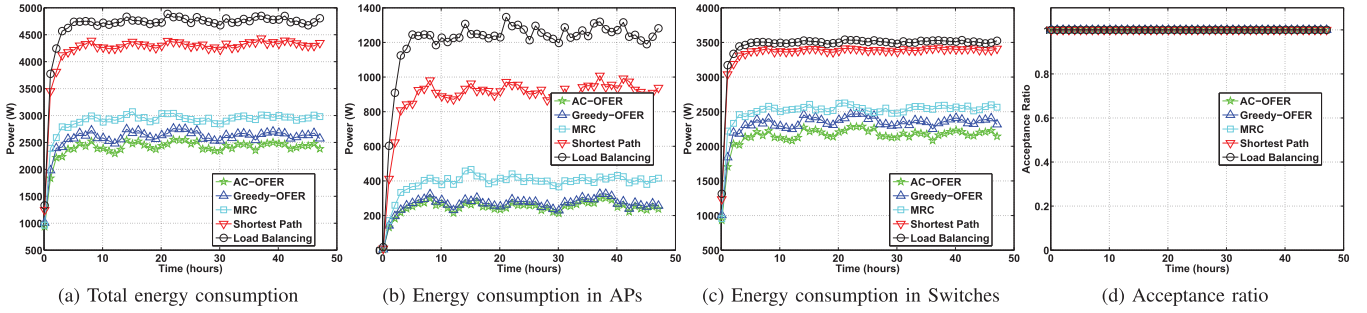 5000
4500
4000
3500
3000
2500
2000
1500
1000
500
Power (W)
0 10 20 30 40 50
Time (hours)
AC-OFER
Greedy-OFER
MRC
Shortest Path
Load Balancing
(a) Total energy consumption
1400
1200
1000
800
600
400
200
0
Power (W)
0 10 20 30 40 50
Time (hours)
AC-OFER
Greedy-OFER
MRC
Shortest Path
Load Balancing
(b) Energy consumption in APs
4000
3500
3000
2500
2000
1500
1000
500
Power (W)
0 10 20 30 40 50
Time (hours)
AC-OFER
Greedy-OFER
MRC
Shortest Path
Load Balancing
(c) Energy consumption in Switches
1
0.8
0.6
0.4
0.2
0
Acceptance Ratio
0 10 20 30 40 50
Time (hours)
AC-OFER
Greedy-OFER
MRC
Shortest Path
Load Balancing
(d) Acceptance ratio